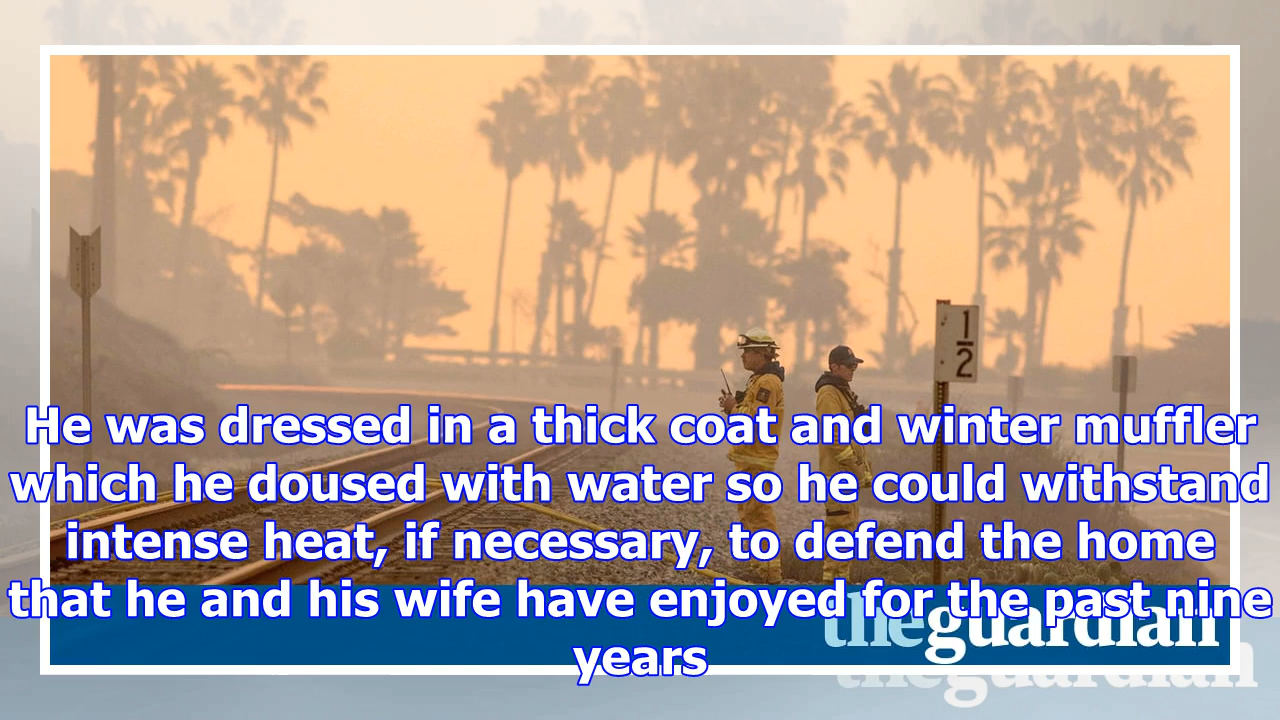 1
2
He was dressed in a thick coat and winter muffler
which he doused with water so he could withstand
intense heat, if necessary, to defend the home
that he and his wife have enjoyed for the past nine
years
theguardian
theguardian